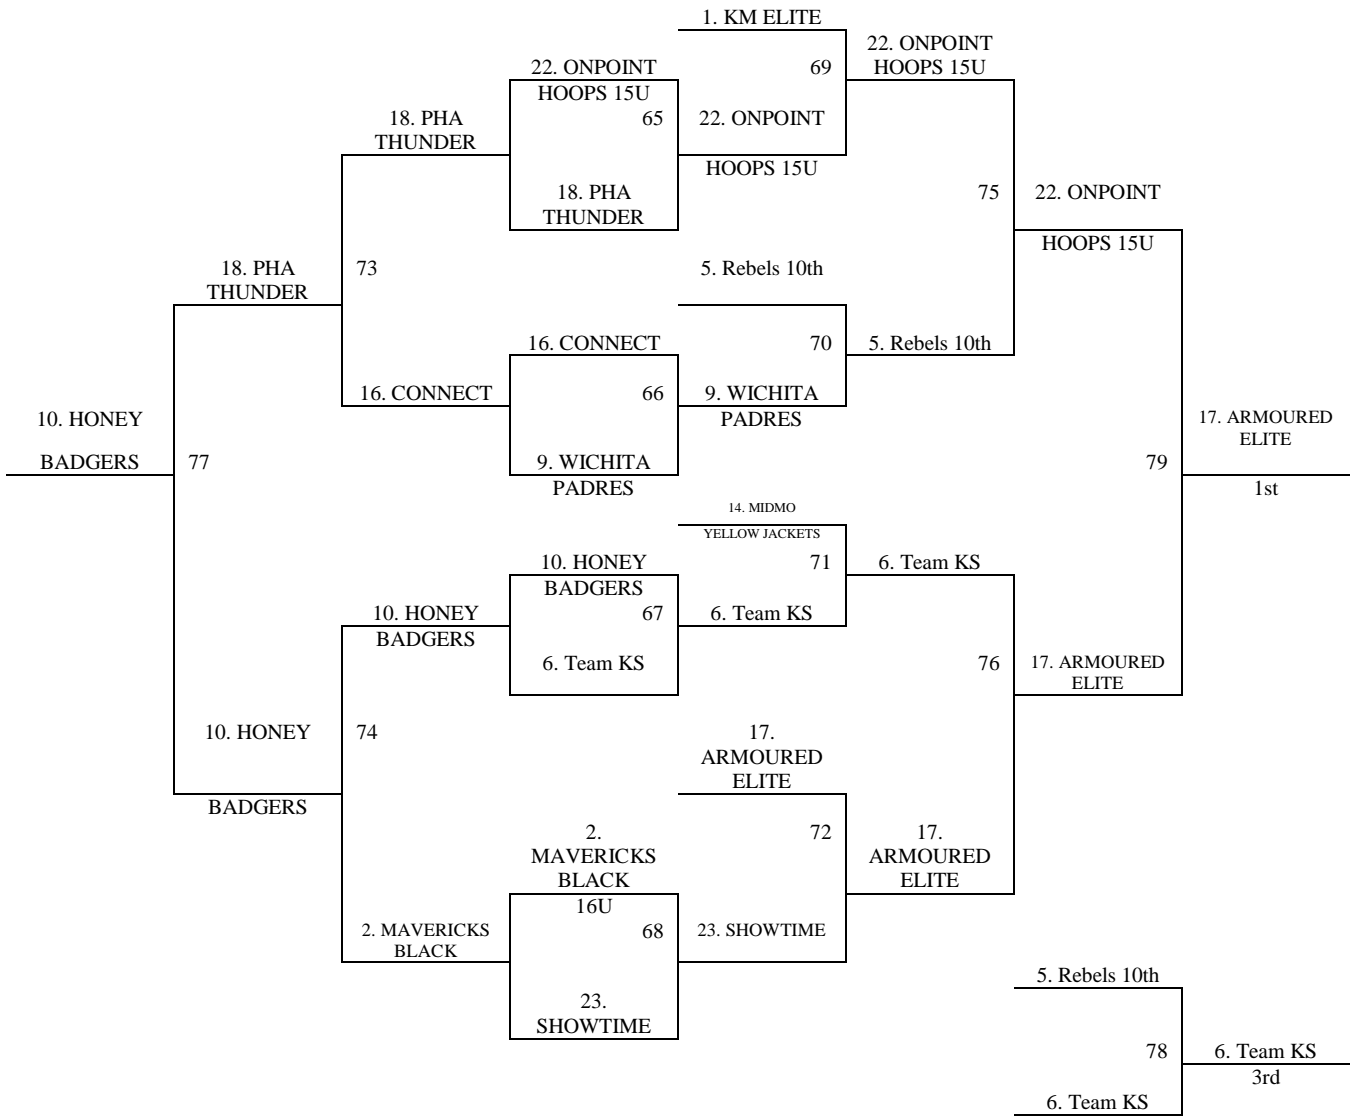 1. KM ELITE
22. ONPOINT
HOOPS 15U
69
22. ONPOINT
HOOPS 15U
65
22. ONPOINT
HOOPS 15U
18. PHA
THUNDER
18. PHA
THUNDER
75
22. ONPOINT
HOOPS 15U
18. PHA
THUNDER
73
5. Rebels 10th
16. CONNECT
70
5. Rebels 10th
16. CONNECT
66
9. WICHITA
PADRES
10. HONEY
BADGERS
77
9. WICHITA
PADRES
79
17. ARMOURED
ELITE
1st
14. MIDMO
YELLOW JACKETS
10. HONEY
BADGERS
71
6. Team KS
10. HONEY
BADGERS
67
6. Team KS
6. Team KS
76
17. ARMOURED
ELITE
10. HONEY
BADGERS
74
17.
ARMOURED
ELITE
2.
MAVERICKS
BLACK
16U
72
17.
ARMOURED
ELITE
2. MAVERICKS
BLACK
68
23. SHOWTIME
23.
SHOWTIME
5. Rebels 10th
78
6. Team KS
3rd
6. Team KS